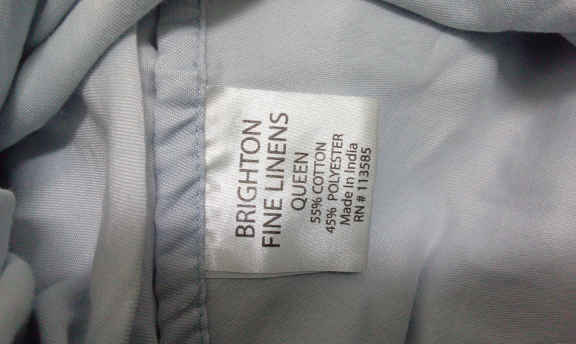 BRIGHTON
FINE LINENS
QUEEN
55% COTTON
45% POLYESTER
Made In India
RN # 113585